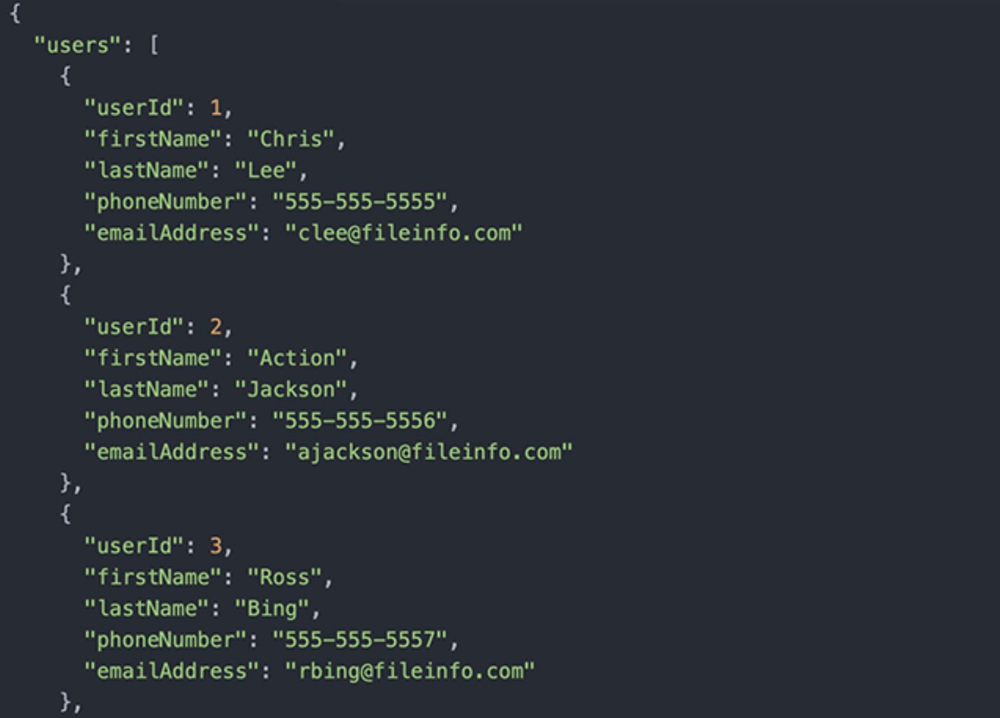 {
  "users": [
    {
      "userId": 1,
      "firstName": "Chris",
      "lastName": "Lee",
      "phoneNumber": "555-555-5555",
      "emailAddress": "clee@fileinfo.com"
    },
    {
      "userId": 2,
      "firstName": "Action",
      "lastName": "Jackson",
      "phoneNumber": "555-555-5556",
      "emailAddress": "ajackson@fileinfo.com"
    },
    {
      "userId": 3,
      "firstName": "Ross",
      "lastName": "Bing",
      "phoneNumber": "555-555-5557",
      "emailAddress": "rbing@fileinfo.com"
    },